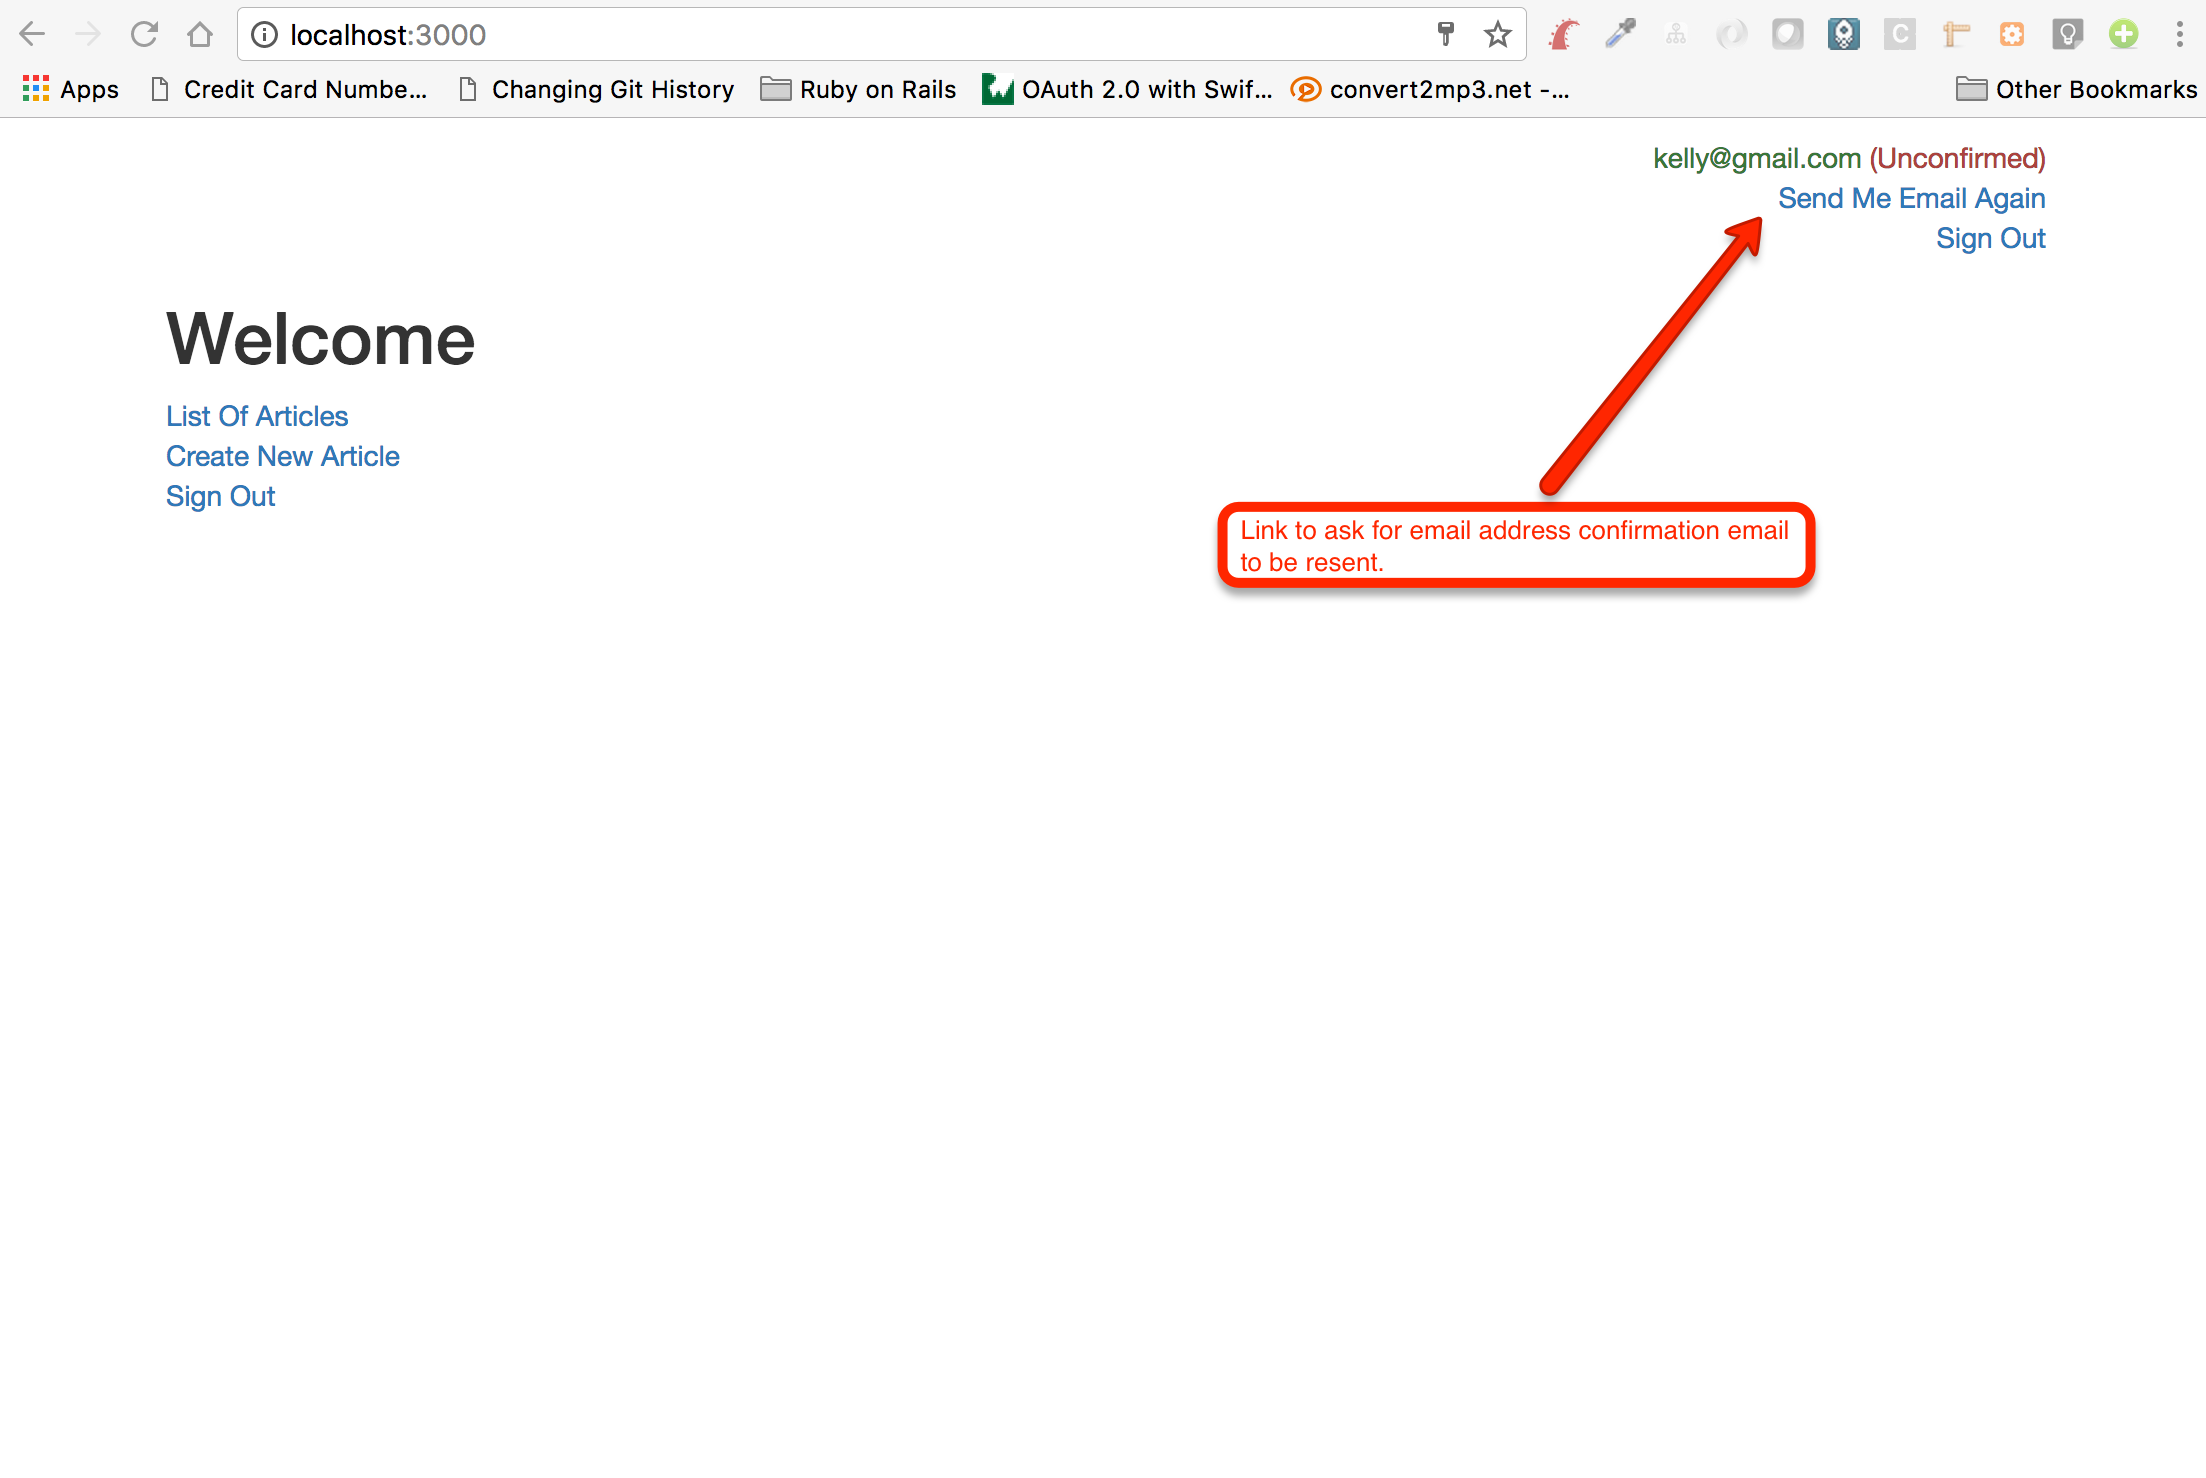 localhost:3000
Apps
Credit Card Numbe...
Changing Git History
Ruby on Rails
OAuth 2.0 with Swif...
convert2mp3.net -...
Other Bookmarks
kelly@gmail.com (Unconfirmed)
Send Me Email Again
Sign Out
Welcome
List Of Articles
Create New Article
Sign Out
Link to ask for email address confirmation email
to be resent.